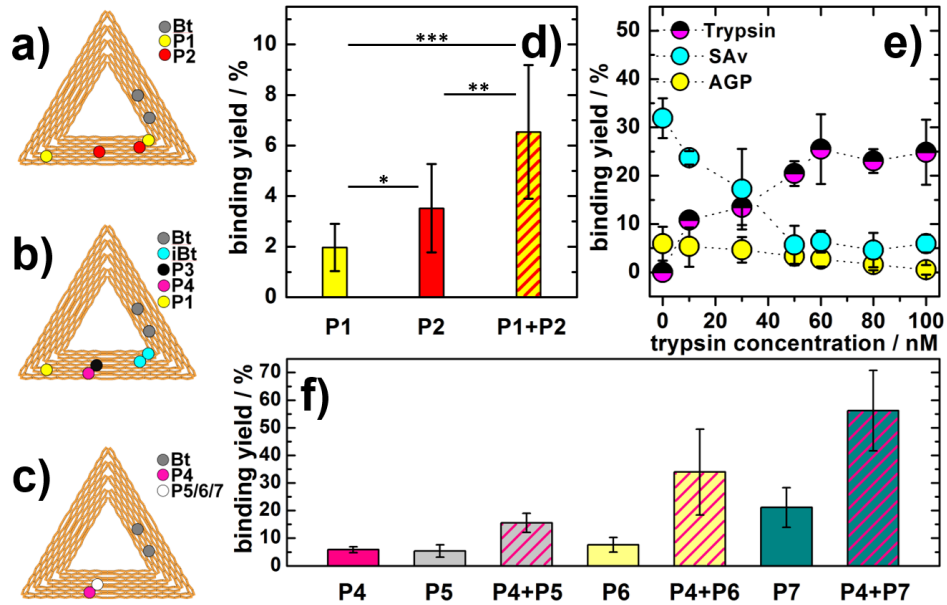 a)
Bt
P1
P2
b)
Bt
iBt
P3
P4
P1
c)
Bt
P4
P5/6/7
d)
binding yield / %
10
8
6
4
2
0
***
**
*
P1
P2
P1+P2
e)
binding yield / %
50
40
30
20
10
0
Trypsin
SAv
AGP
0
20
40
60
80
100
trypsin concentration / nM
f)
binding yield / %
70
60
50
40
30
20
10
0
P4
P5
P4+P5
P6
P4+P6
P7
P4+P7